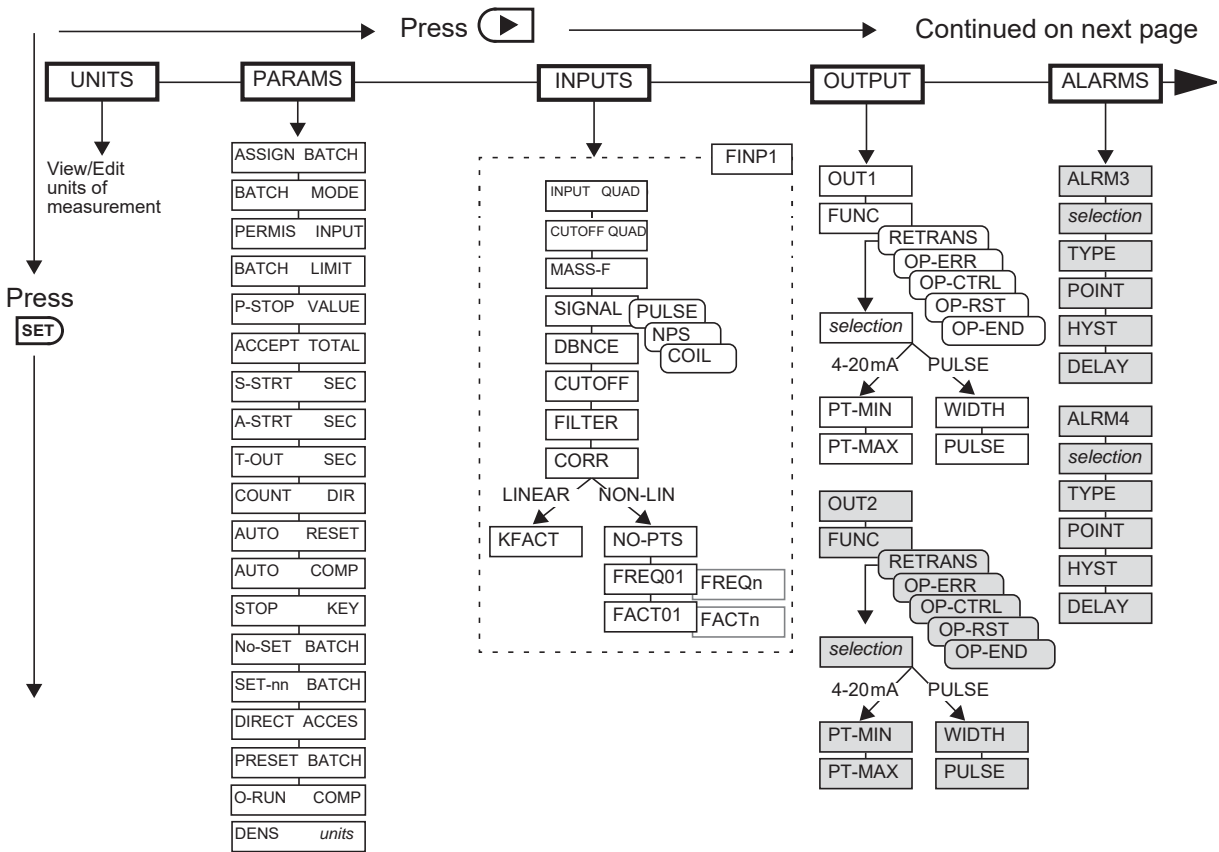 Press
Continued on next page
UNITS
PARAMS
INPUTS
OUTPUT
ALARMS
View/Edit
units of
measurement
Press
SET
ASSIGN BATCH
BATCH MODE
PERMIS INPUT
BATCH LIMIT
P-STOP VALUE
ACCEPT TOTAL
S-STRT SEC
A-STRT SEC
T-OUT SEC
COUNT DIR
AUTO RESET
AUTO COMP
STOP KEY
No-SET BATCH
SET-nn BATCH
DIRECT ACCES
PRESET BATCH
O-RUN COMP
DENS units
FINP1
INPUT QUAD
CUTOFF QUAD
MASS-F
SIGNAL
PULSE
NPS
COIL
DBNCE
CUTOFF
FILTER
CORR
LINEAR
NON-LIN
KFACT
NO-PTS
FREQ01
FREQn
FACT01
FACTn
OUT1
FUNC
RETRANS
OP-ERR
OP-CTRL
OP-RST
OP-END
selection
4-20mA
PULSE
PT-MIN
WIDTH
PT-MAX
PULSE
OUT2
FUNC
RETRANS
OP-ERR
OP-CTRL
OP-RST
OP-END
selection
4-20mA
PULSE
PT-MIN
WIDTH
PT-MAX
PULSE
ALRM3
selection
TYPE
POINT
HYST
DELAY
ALRM4
selection
TYPE
POINT
HYST
DELAY